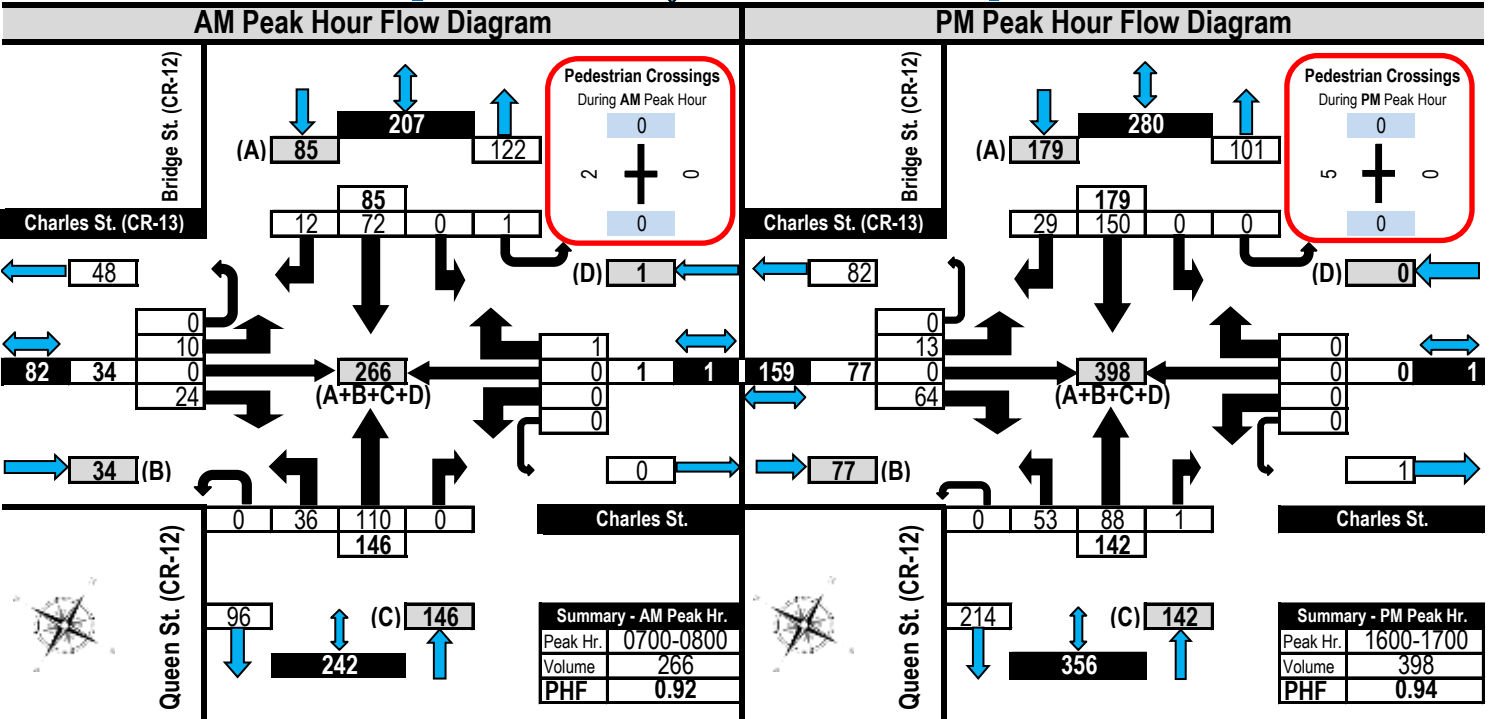 AM Peak Hour Flow Diagram
Bridge St. (CR-12)
Charles St. (CR-13)
Pedestrian Crossings
During AM Peak Hour
0
2 0
0
207
(A) 85 122
85
12 72 0 1
48
(D) 1
0
10
82 34 0
24
266
(A+B+C+D)
1
0 1 1
0
0
34 (B)
0
0 36 110 0
146
Charles St.
Queen St. (CR-12)
96
(C) 146
242
Summary - AM Peak Hr.
Peak Hr. 0700-0800
Volume 266
PHF 0.92
PM Peak Hour Flow Diagram
Bridge St. (CR-12)
Charles St. (CR-13)
Pedestrian Crossings
During PM Peak Hour
0
5 0
0
280
(A) 179 101
179
29 150 0 0
82
(D) 0
0
13
159 77 0
64
398
(A+B+C+D)
0
0 0 1
0
0
77 (B)
1
0 53 88 1
142
Charles St.
Queen St. (CR-12)
214
(C) 142
356
Summary - PM Peak Hr.
Peak Hr. 1600-1700
Volume 398
PHF 0.94